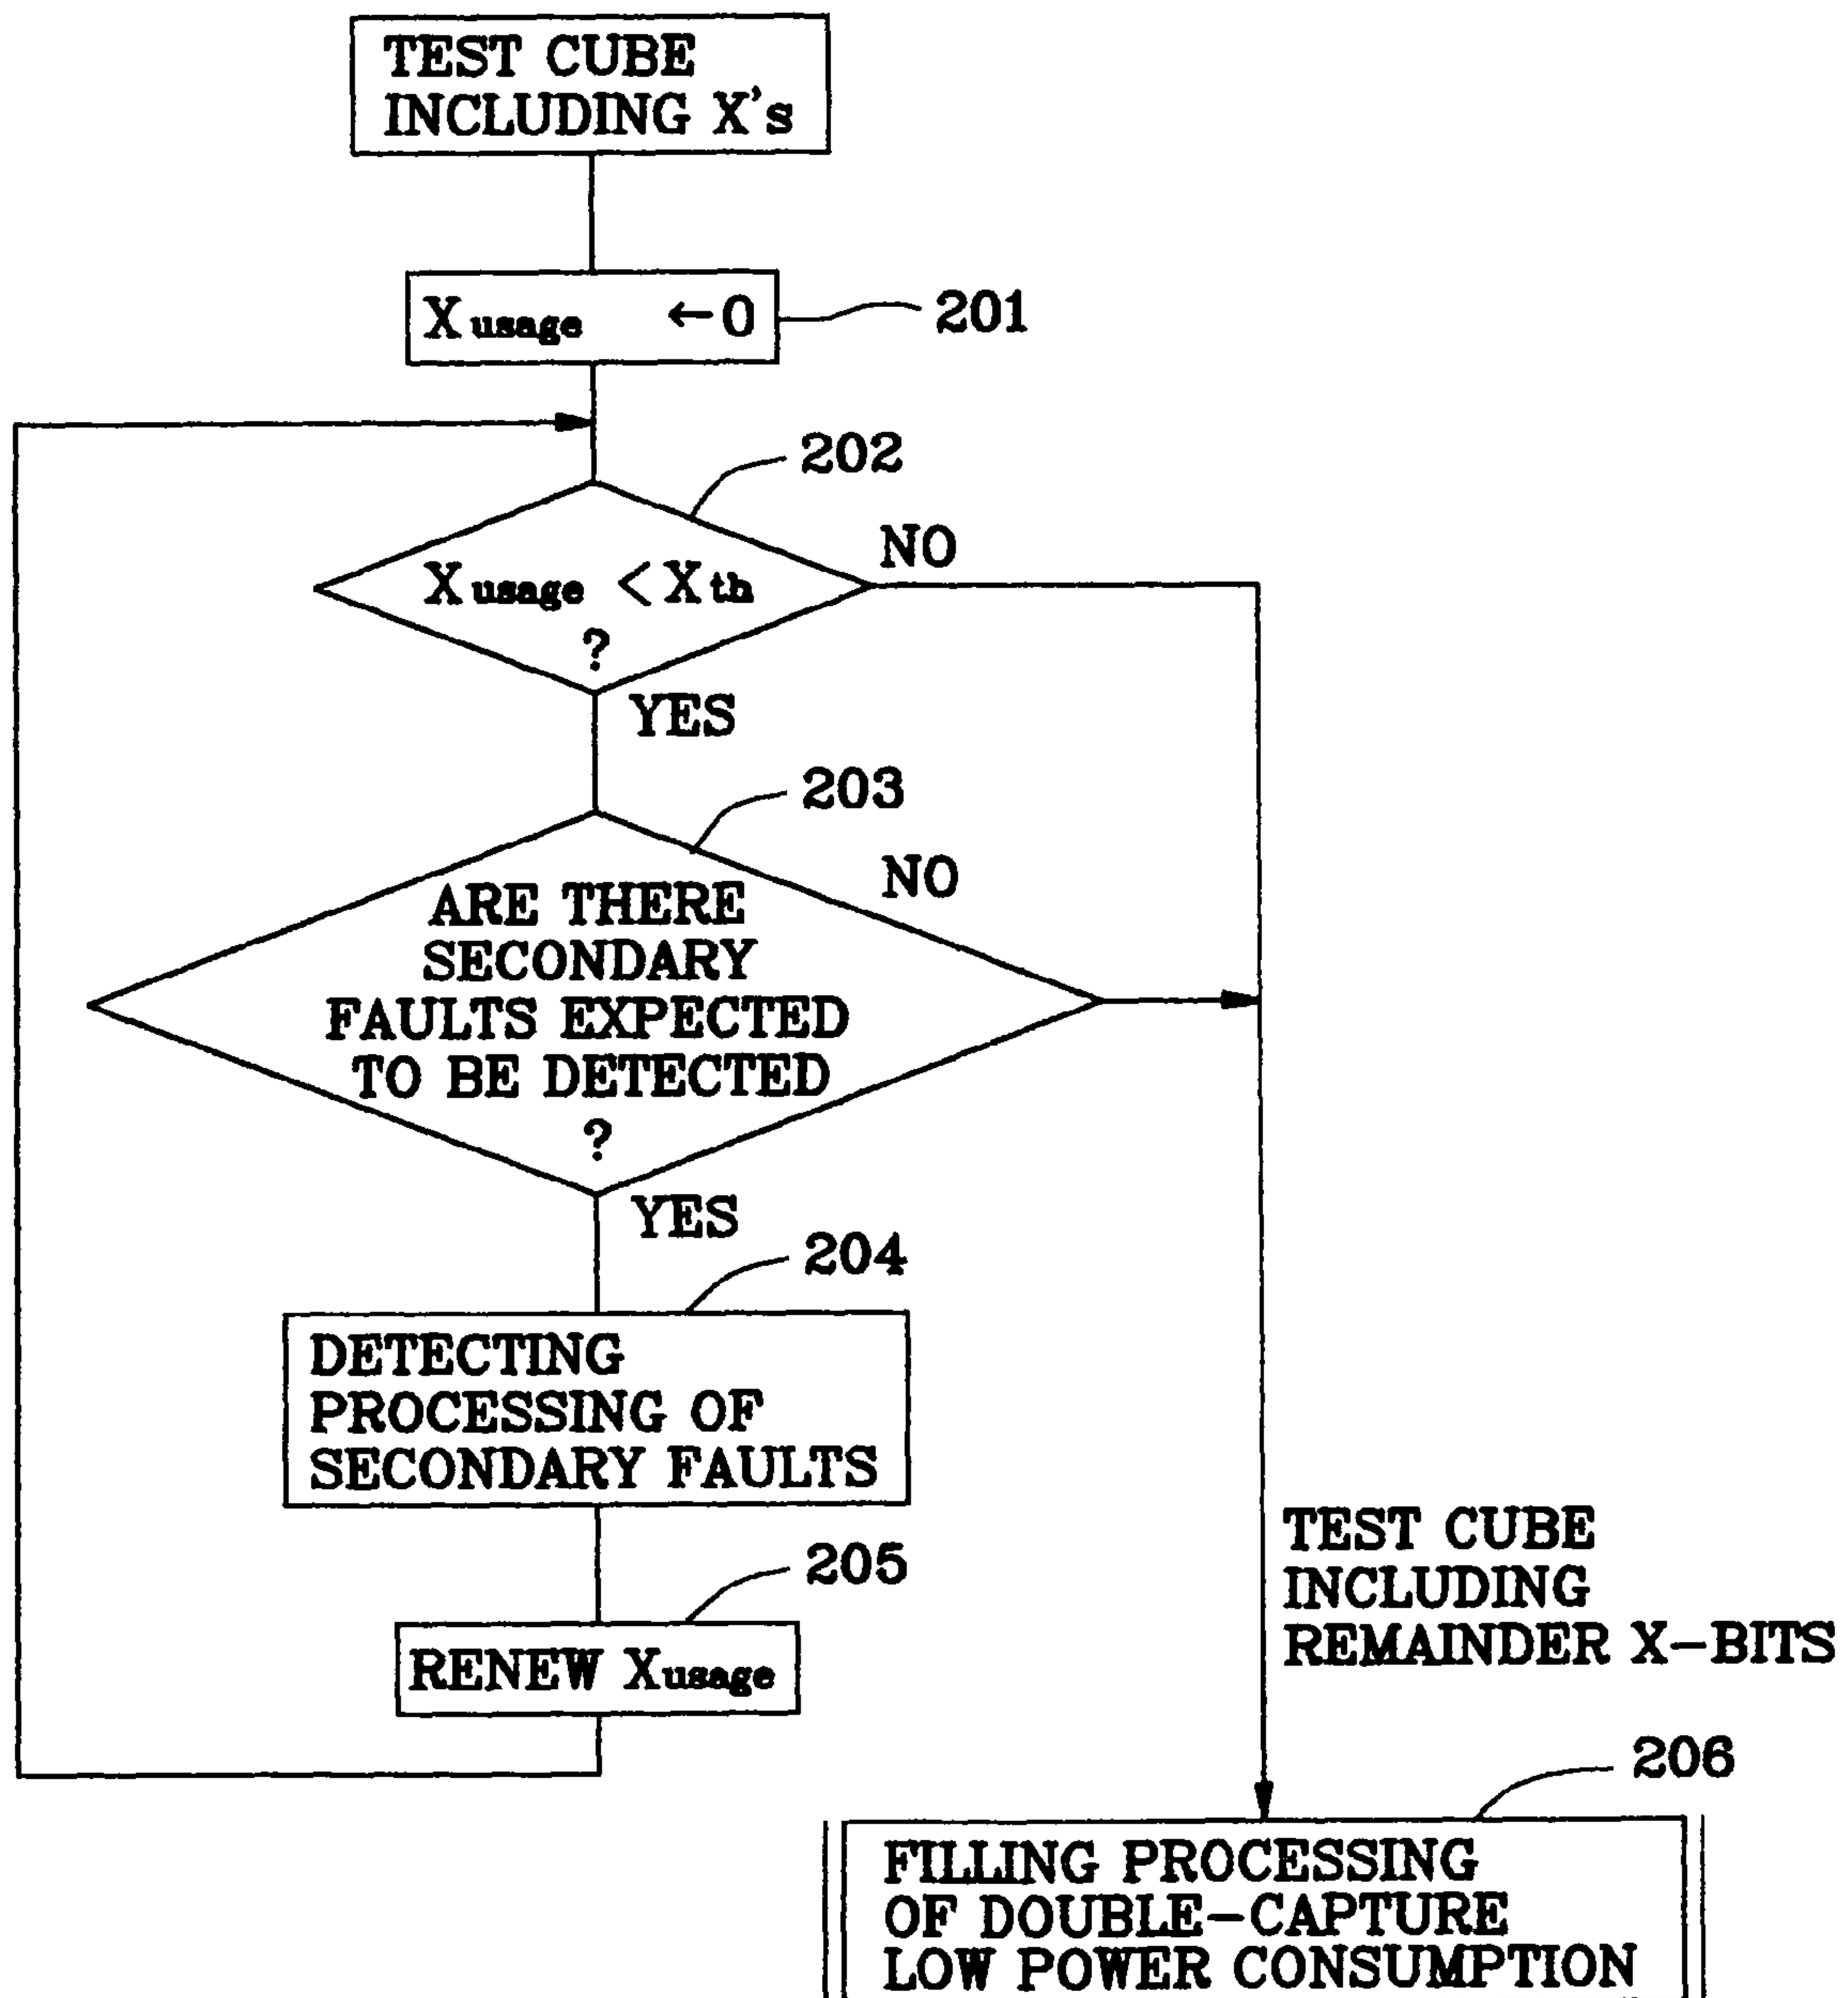 TEST CUBE
INCLUDING X's
Xusage ←0
201
202
NO
Xusage <Xth
?
YES
203
NO
ARE THERE
SECONDARY
FAULTS EXPECTED
TO BE DETECTED
?
YES
204
DETECTING
PROCESSING OF
SECONDARY FAULTS
205
RENEW Xusage
TEST CUBE
INCLUDING
REMAINDER X-BITS
206
FILLING PROCESSING
OF DOUBLE-CAPTURE
LOW POWER CONSUMPTION